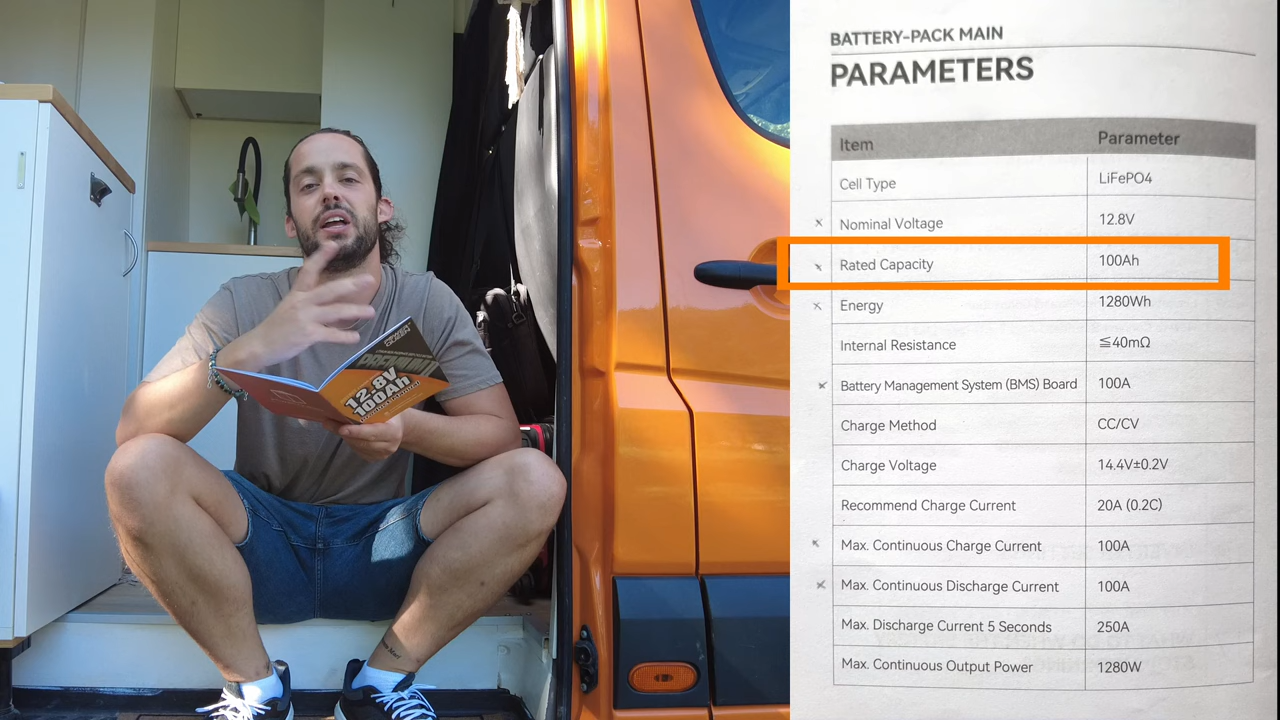 BATTERY-PACK MAIN
PARAMETERS
Item Parameter
Cell Type LiFePO4
Nominal Voltage 12.8V
Rated Capacity 100Ah
Energy 1280Wh
Internal Resistance ≦40mΩ
Battery Management System (BMS) Board 100A
Charge Method CC/CV
Charge Voltage 14.4V±0.2V
Recommend Charge Current 20A (0.2C)
Max. Continuous Charge Current 100A
Max. Continuous Discharge Current 100A
Max. Discharge Current 5 Seconds 250A
Max. Continuous Output Power 1280W
PREMIUM
12.8V
100Ah